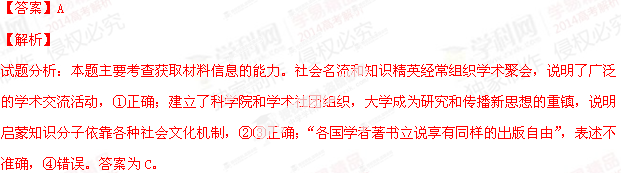 【答案】A
【解析】
试题分析：本题主要考查获取材料信息的能力。社会名流和知识精英经常组织学术聚会，说明了广泛
的学术交流活动，①正确；建立了科学院和学术社团组织，大学成为研究和传播新思想的重镇，说明
启蒙知识分子依靠各种社会文化机制，②③正确；“各国学者著书立说享有同样的出版自由”，表述不
准确，④错误。答案为C。